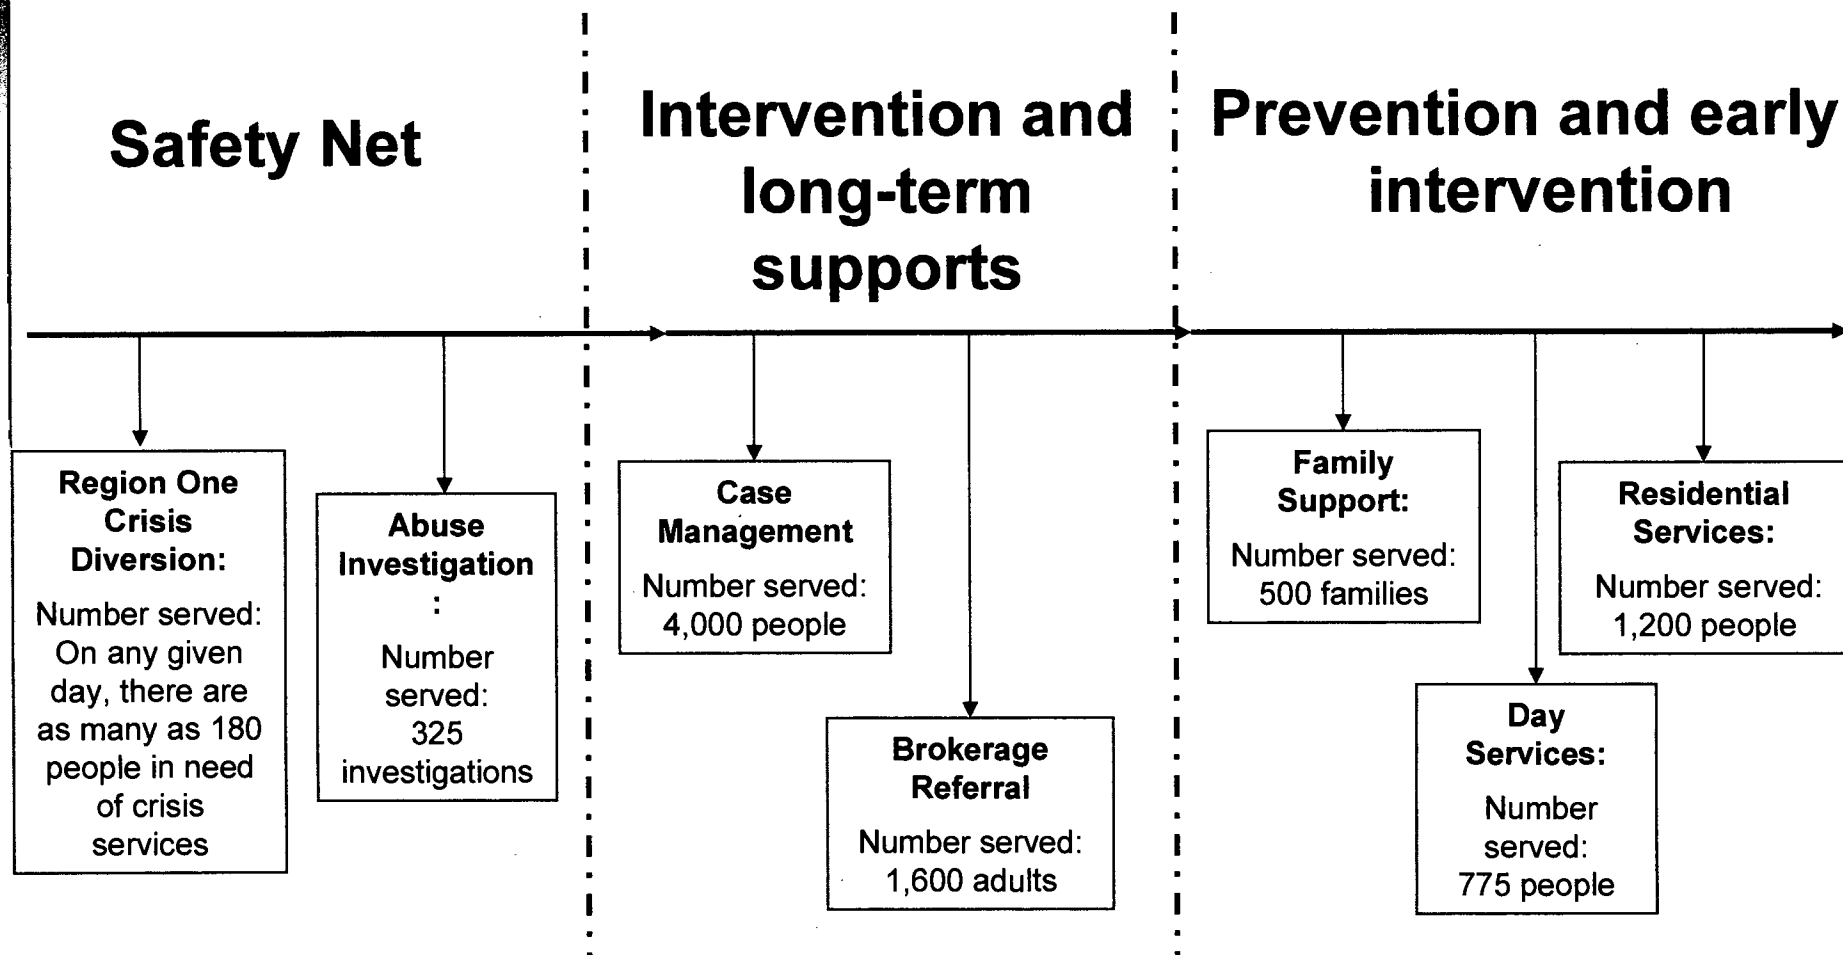 Safety Net
Intervention and
long-term
supports
Prevention and early
intervention
Region One
Crisis
Diversion:
Number served:
On any given
day, there are
as many as 180
people in need
of crisis
services
Abuse
Investigation
:
Number
served:
325
investigations
Case
Management
Number served:
4,000 people
Brokerage
Referral
Number served:
1,600 adults
Family
Support:
Number served:
500 families
Day
Services:
Number
served:
775 people
Residential
Services:
Number served:
1,200 people